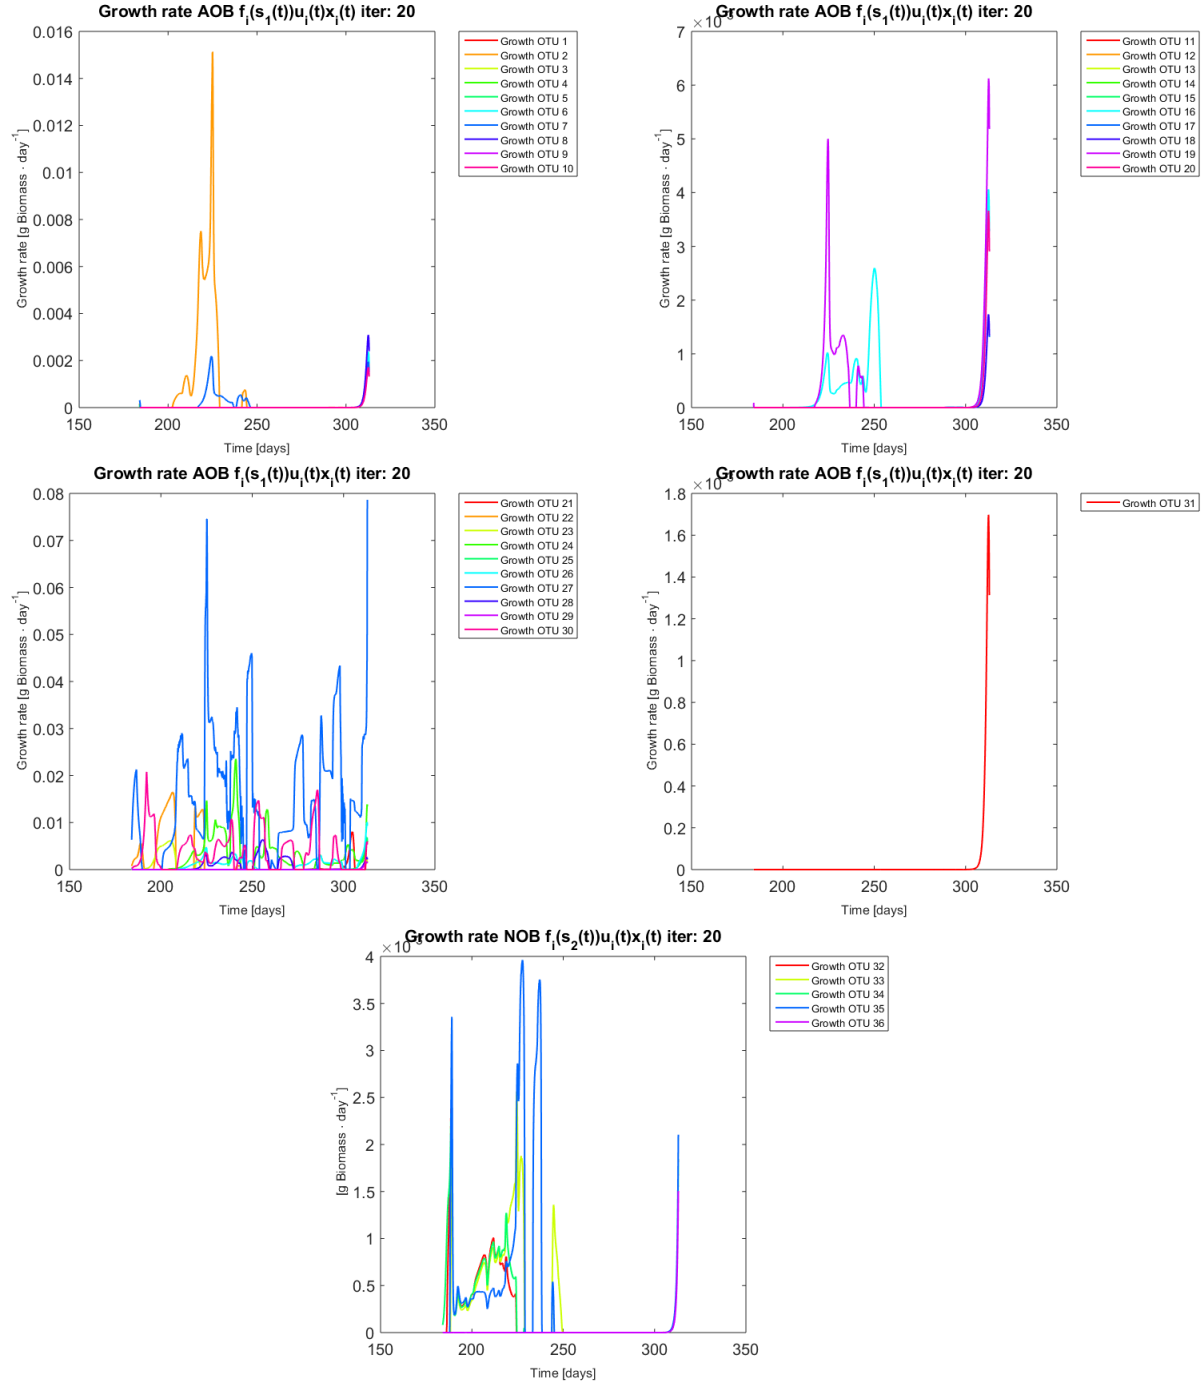 Growth rate AOB f_i(s_1(t))u_i(t)x_i(t) iter: 20
0.016
0.014
0.012
0.01
0.008
0.006
0.004
0.002
0
150 200 250 300 350
Growth rate [g Biomass · day^-1]
Time [days]
Growth OTU 1
Growth OTU 2
Growth OTU 3
Growth OTU 4
Growth OTU 5
Growth OTU 6
Growth OTU 7
Growth OTU 8
Growth OTU 9
Growth OTU 10
Growth rate AOB f_i(s_1(t))u_i(t)x_i(t) iter: 20
×10
7
6
5
4
3
2
1
0
150 200 250 300 350
Growth rate [g Biomass · day^-1]
Time [days]
Growth OTU 11
Growth OTU 12
Growth OTU 13
Growth OTU 14
Growth OTU 15
Growth OTU 16
Growth OTU 17
Growth OTU 18
Growth OTU 19
Growth OTU 20
Growth rate AOB f_i(s_1(t))u_i(t)x_i(t) iter: 20
0.08
0.07
0.06
0.05
0.04
0.03
0.02
0.01
0
150 200 250 300 350
Growth rate [g Biomass · day^-1]
Time [days]
Growth OTU 21
Growth OTU 22
Growth OTU 23
Growth OTU 24
Growth OTU 25
Growth OTU 26
Growth OTU 27
Growth OTU 28
Growth OTU 29
Growth OTU 30
Growth rate AOB f_i(s_1(t))u_i(t)x_i(t) iter: 20
×10
1.8
1.6
1.4
1.2
1
0.8
0.6
0.4
0.2
0
150 200 250 300 350
Growth rate [g Biomass · day^-1]
Time [days]
Growth OTU 31
Growth rate NOB f_i(s_2(t))u_i(t)x_i(t) iter: 20
×10
4
3.5
3
2.5
2
1.5
1
0.5
0
150 200 250 300 350
[g Biomass · day^-1]
Time [days]
Growth OTU 32
Growth OTU 33
Growth OTU 34
Growth OTU 35
Growth OTU 36